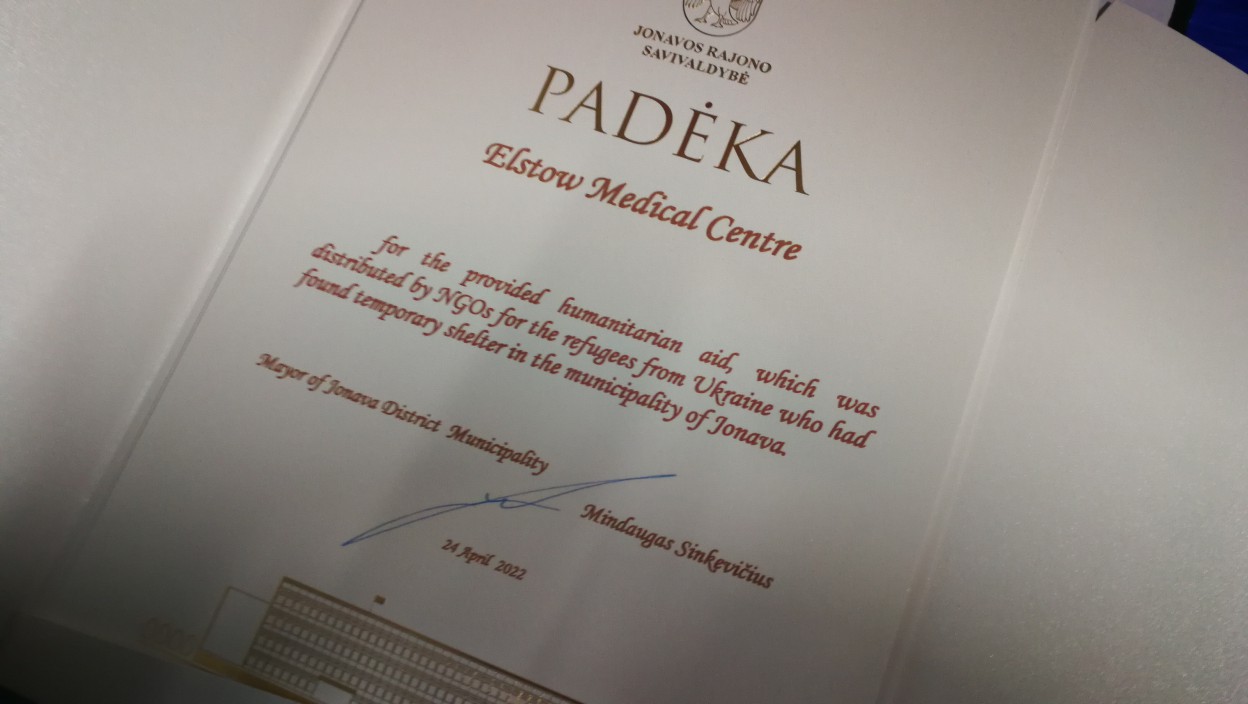 JONAVOS RAJONO
SAVIVALDYBĖ
PADĖKA
Elstow Medical Centre
for the provided humanitarian aid, which was
distributed by NGOs for the refugees from Ukraine who had
found temporary shelter in the municipality of Jonava.
Mayor of Jonava District Municipality
Mindaugas Sinkevičius
24 April 2022